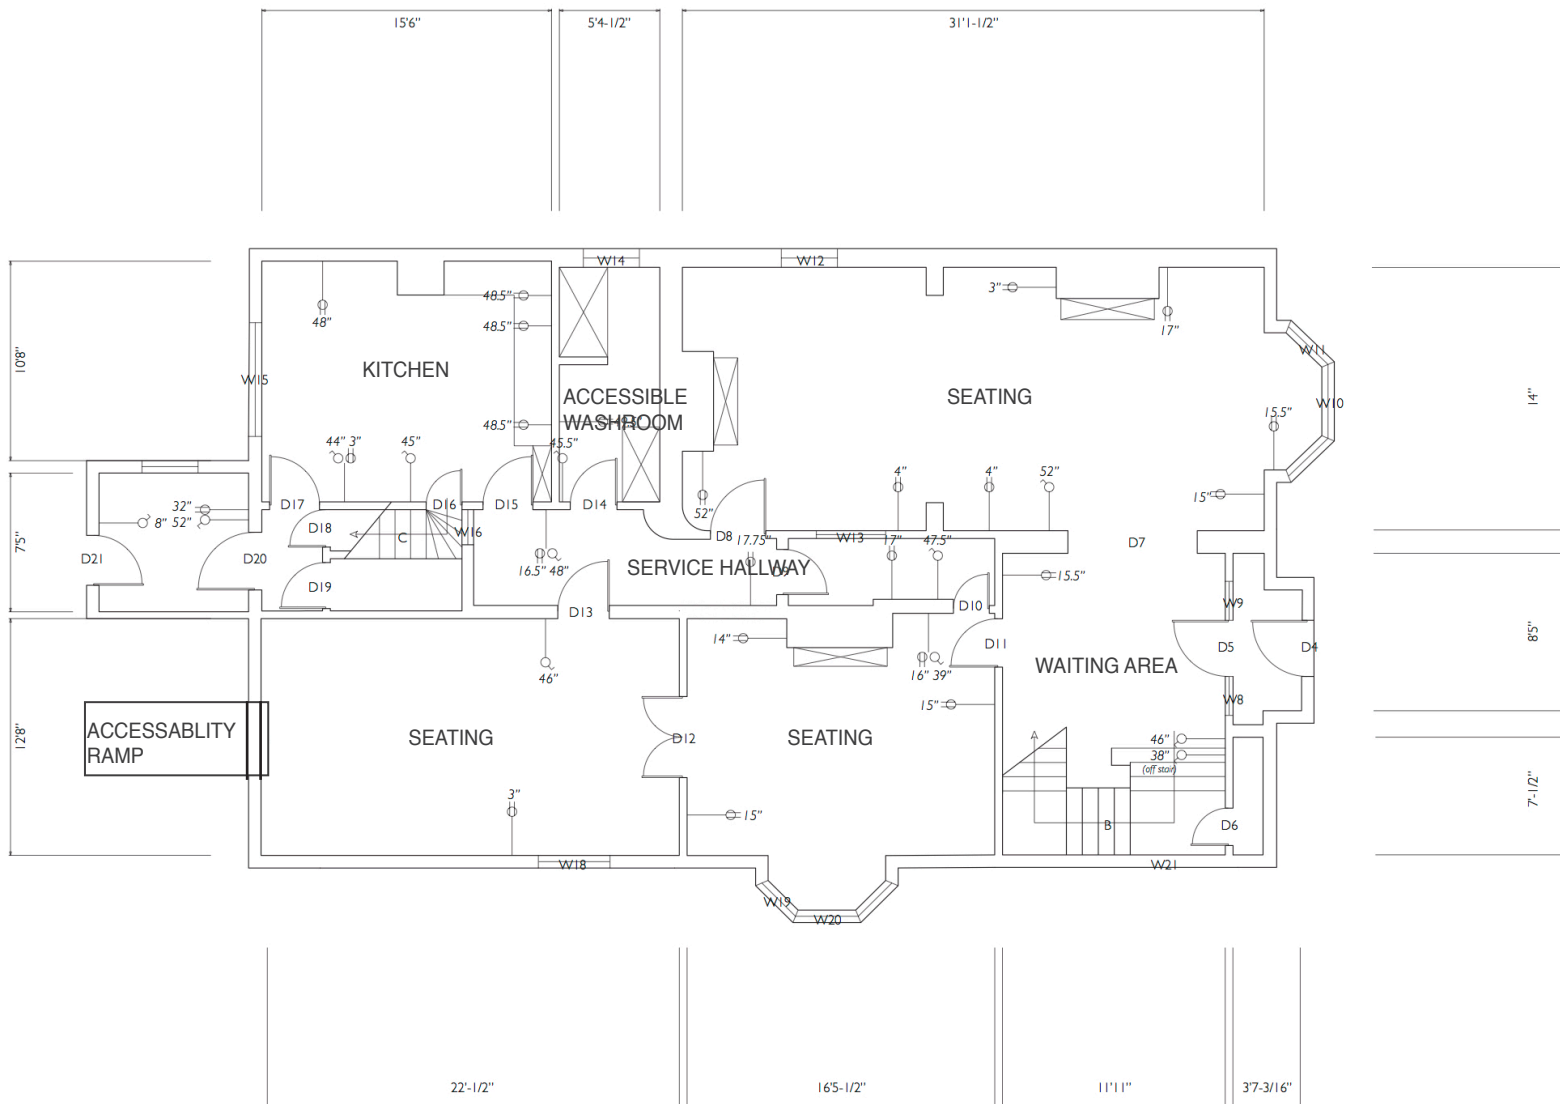 15'6"
5'4-1/2"
31'1-1/2"
W14
W12
48.5"
3"
48"
48.5"
17"
W11
10'8"
KITCHEN
W15
ACCESSIBLE
WASHROOM
SEATING
W10
14"
15.5"
48.5"
44" 3"
45"
45.5"
4"
4"
52"
52"
15"
D17
D16
D15
D14
32"
8"
52"
D18
C
W16
D8
W13
D7
7'5"
D21
D20
D19
16.5" 48"
SERVICE HALLWAY
17.75"
D9
17"
47.5"
15.5"
D13
D10
W9
14"
D11
D5
D4
8'5"
46"
16" 39"
WAITING AREA
15"
W8
ACCESSABLITY
RAMP
12'8"
SEATING
D12
SEATING
46"
38"
(off stair)
7'-1/2"
3"
15"
B
D6
W18
W21
W19
W20
22'-1/2"
16'5-1/2"
11'11"
3'7-3/16"